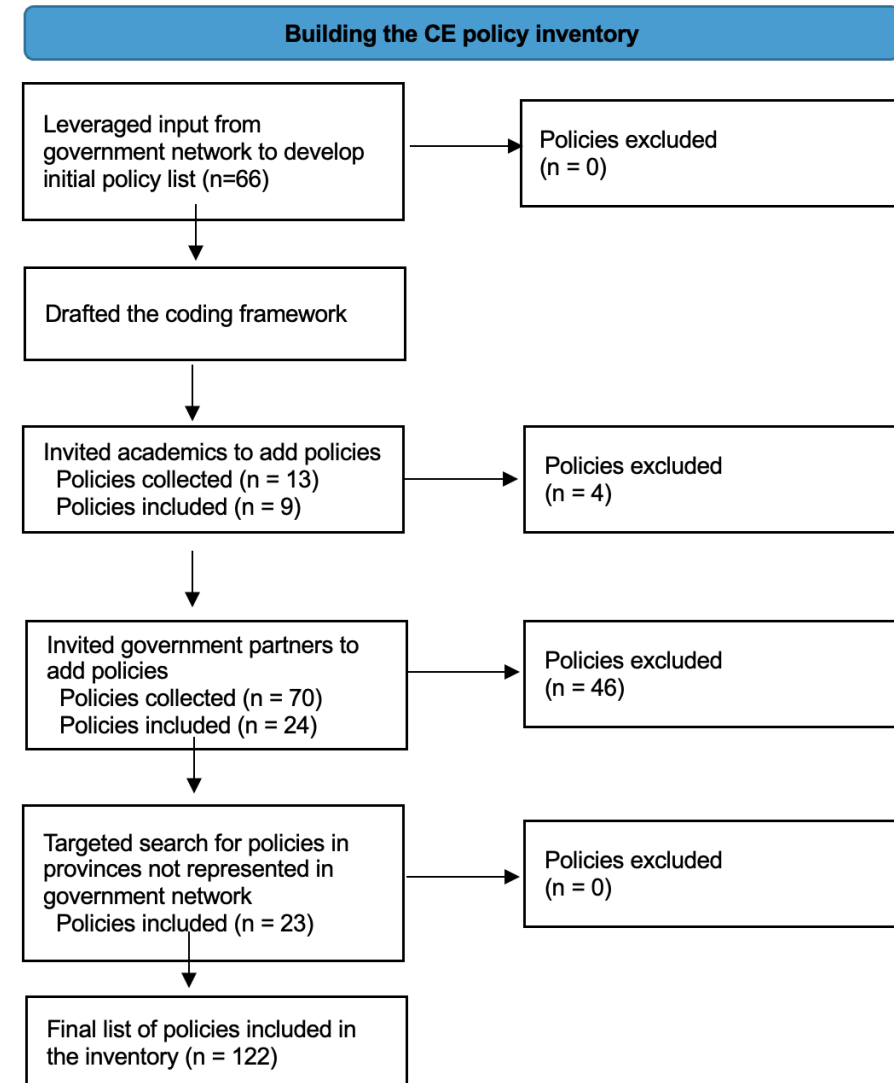 Building the CE policy inventory
Leveraged input from
government network to develop
initial policy list (n=66)
Policies excluded
(n = 0)
Drafted the coding framework
Invited academics to add policies
Policies collected (n = 13)
Policies included (n = 9)
Policies excluded
(n = 4)
Invited government partners to
add policies
Policies collected (n = 70)
Policies included (n = 24)
Policies excluded
(n = 46)
Targeted search for policies in
provinces not represented in
government network
Policies included (n = 23)
Policies excluded
(n = 0)
Final list of policies included in
the inventory (n = 122)